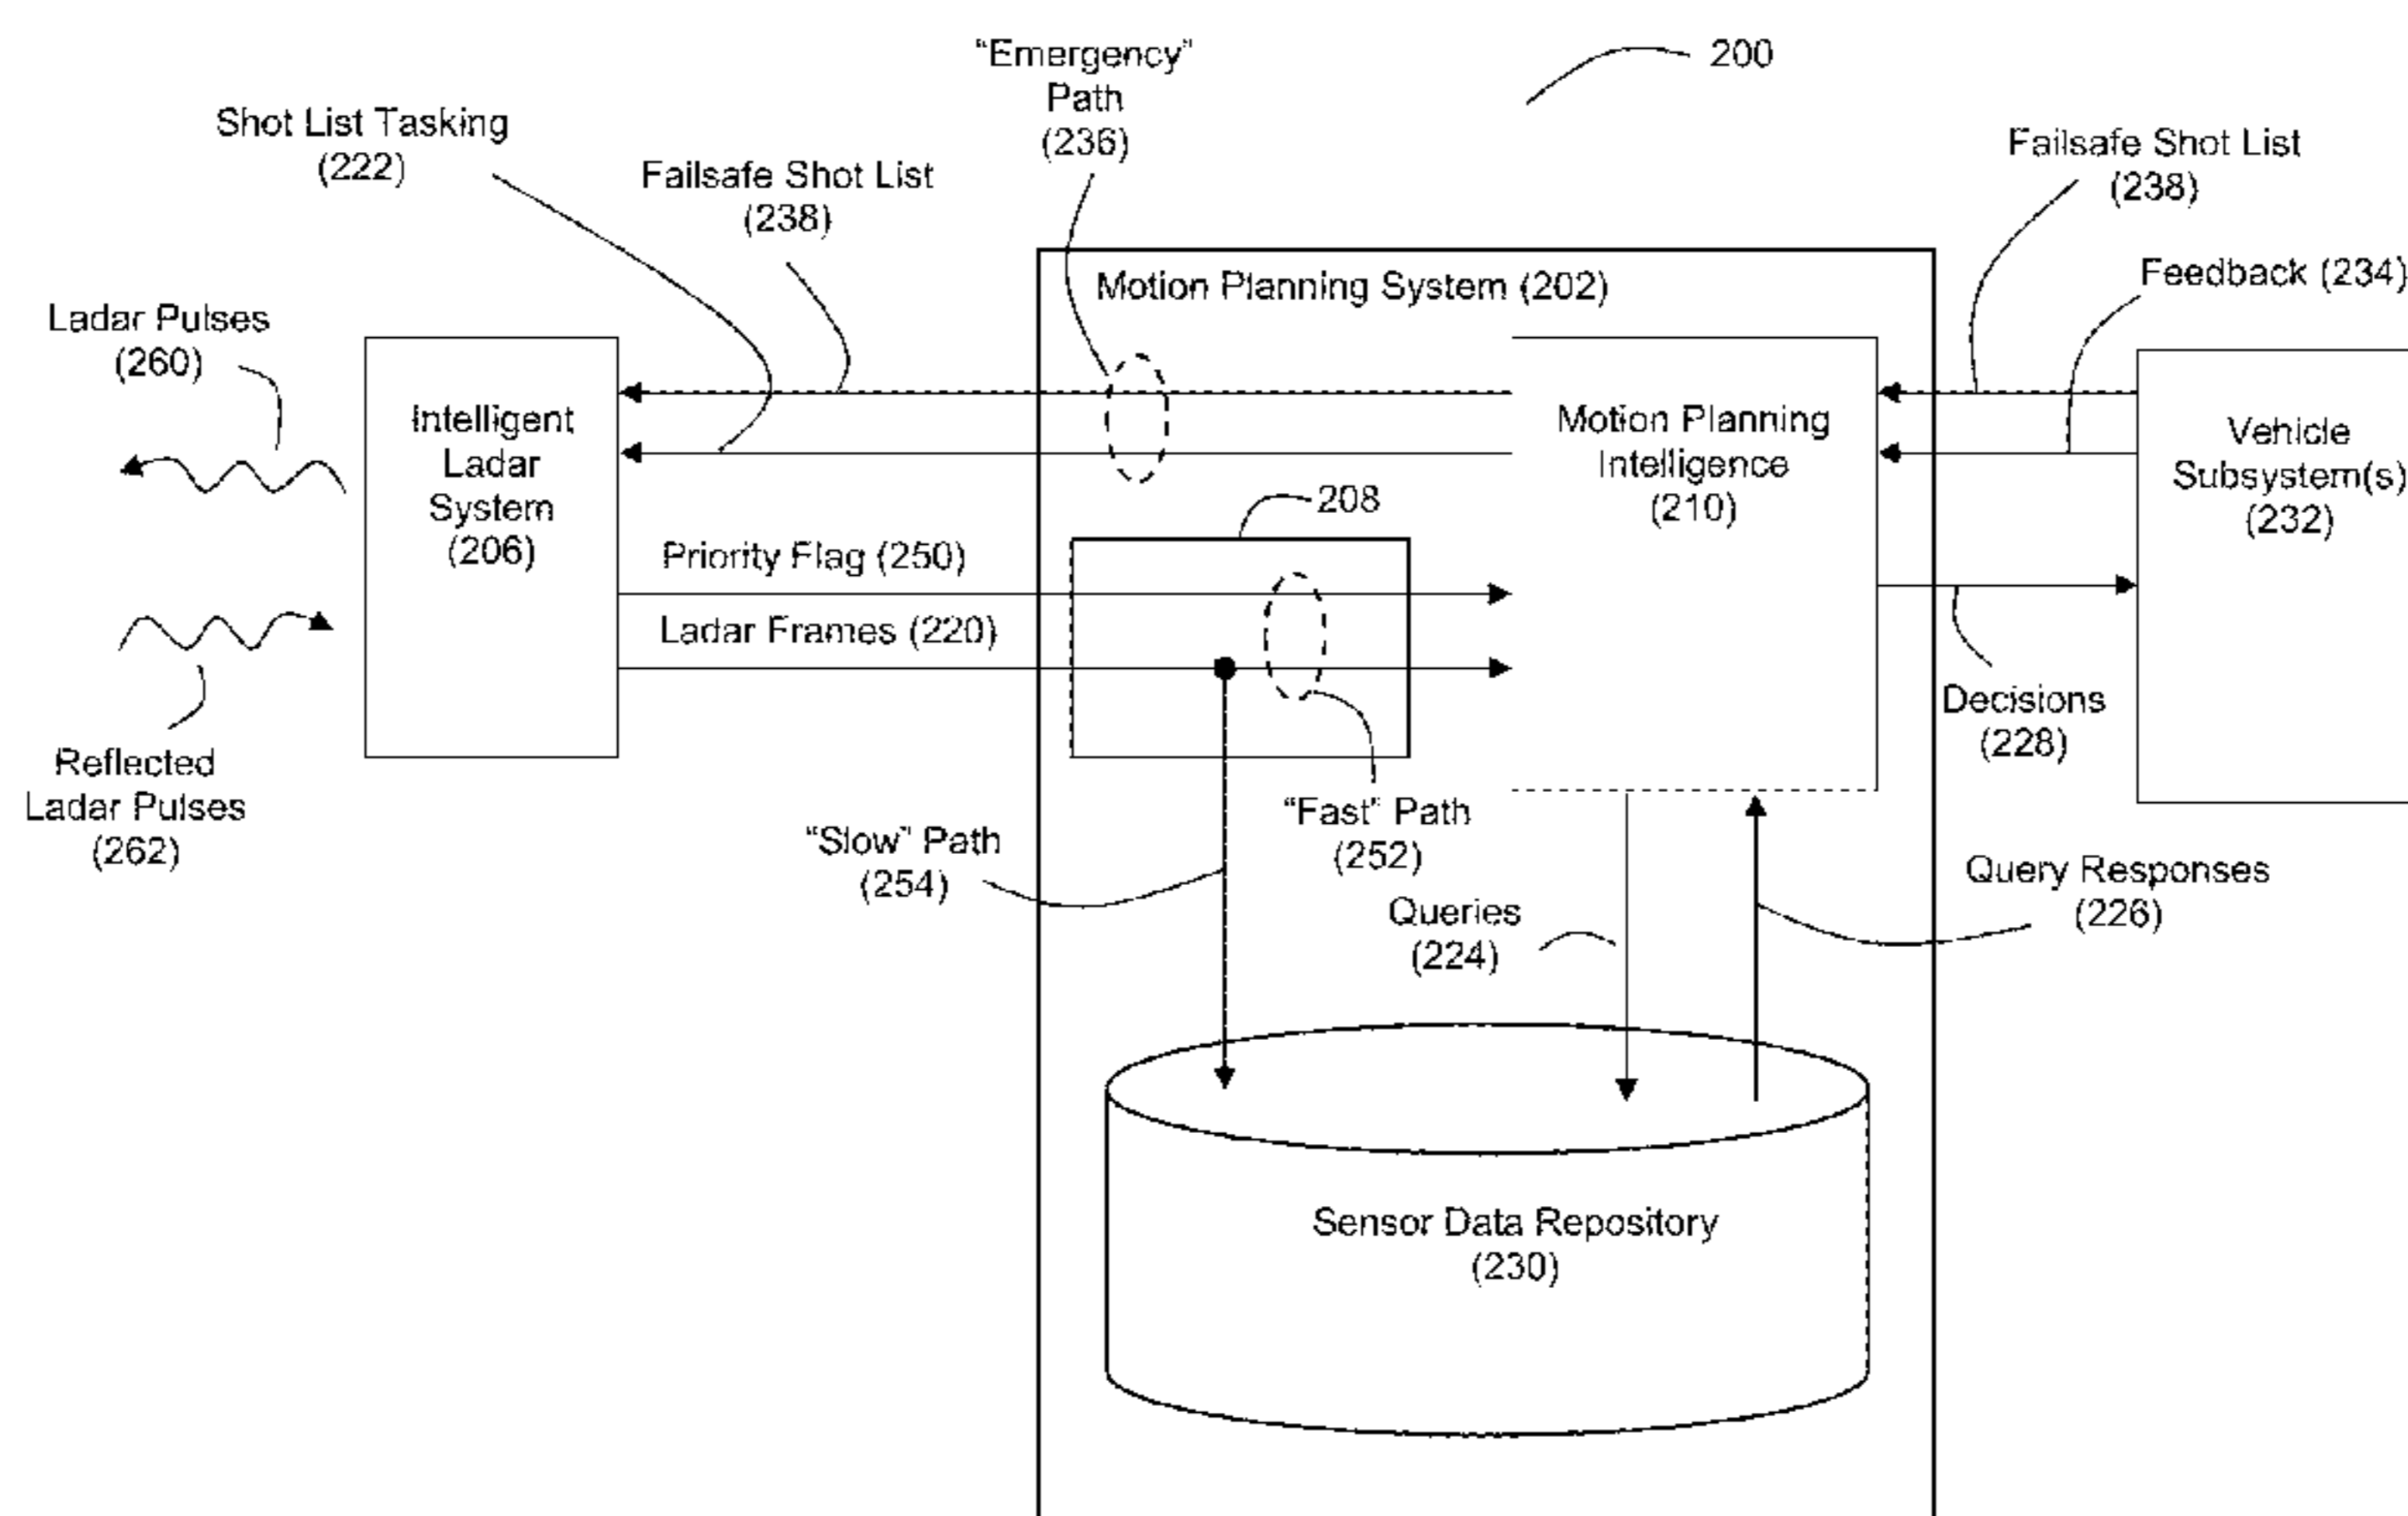 200
"Emergency"
Path
(236)
Shot List Tasking
(222)
Failsafe Shot List
(238)
Failsafe Shot List
(238)
Feedback (234)
Motion Planning System (202)
Ladar Pulses
(260)
Intelligent
Ladar
System
(206)
Motion Planning
Intelligence
(210)
Vehicle
Subsystem(s)
(232)
208
Priority Flag (250)
Ladar Frames (220)
Reflected
Ladar Pulses
(262)
Decisions
(228)
"Slow" Path
(254)
"Fast" Path
(252)
Queries
(224)
Query Responses
(226)
Sensor Data Repository
(230)